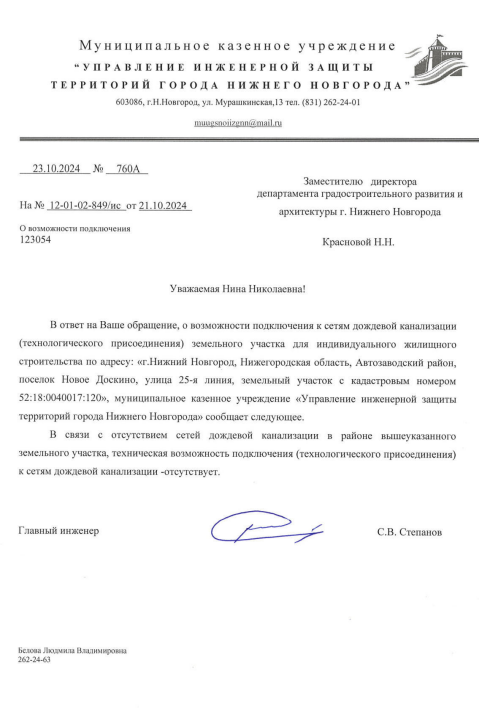 Муниципальное казенное учреждение
"УПРАВЛЕНИЕ ИНЖЕНЕРНОЙ ЗАЩИТЫ
ТЕРРИТОРИЙ ГОРОДА НИЖНЕГО НОВГОРОДА"
603086, г.Н.Новгород, ул. Мурашкинская,13 тел. (831) 262-24-01
muugsnoiizgnn@mail.ru
23.10.2024 № 760А
На № 12-01-02-849/ис от 21.10.2024
О возможности подключения
123054
Заместителю директора
департамента градостроительного развития и
архитектуры г. Нижнего Новгорода
Красновой Н.Н.
Уважаемая Нина Николаевна!
В ответ на Ваше обращение, о возможности подключения к сетям дождевой канализации
(технологического присоединения) земельного участка для индивидуального жилищного
строительства по адресу: «г.Нижний Новгород, Нижегородская область, Автозаводский район,
поселок Новое Доскино, улица 25-я линия, земельный участок с кадастровым номером
52:18:0040017:120», муниципальное казенное учреждение «Управление инженерной защиты
территорий города Нижнего Новгорода» сообщает следующее.
В связи с отсутствием сетей дождевой канализации в районе вышеуказанного
земельного участка, техническая возможность подключения (технологического присоединения)
к сетям дождевой канализации -отсутствует.
Главный инженер
С.В. Степанов
Белова Людмила Владимировна
262-24-63